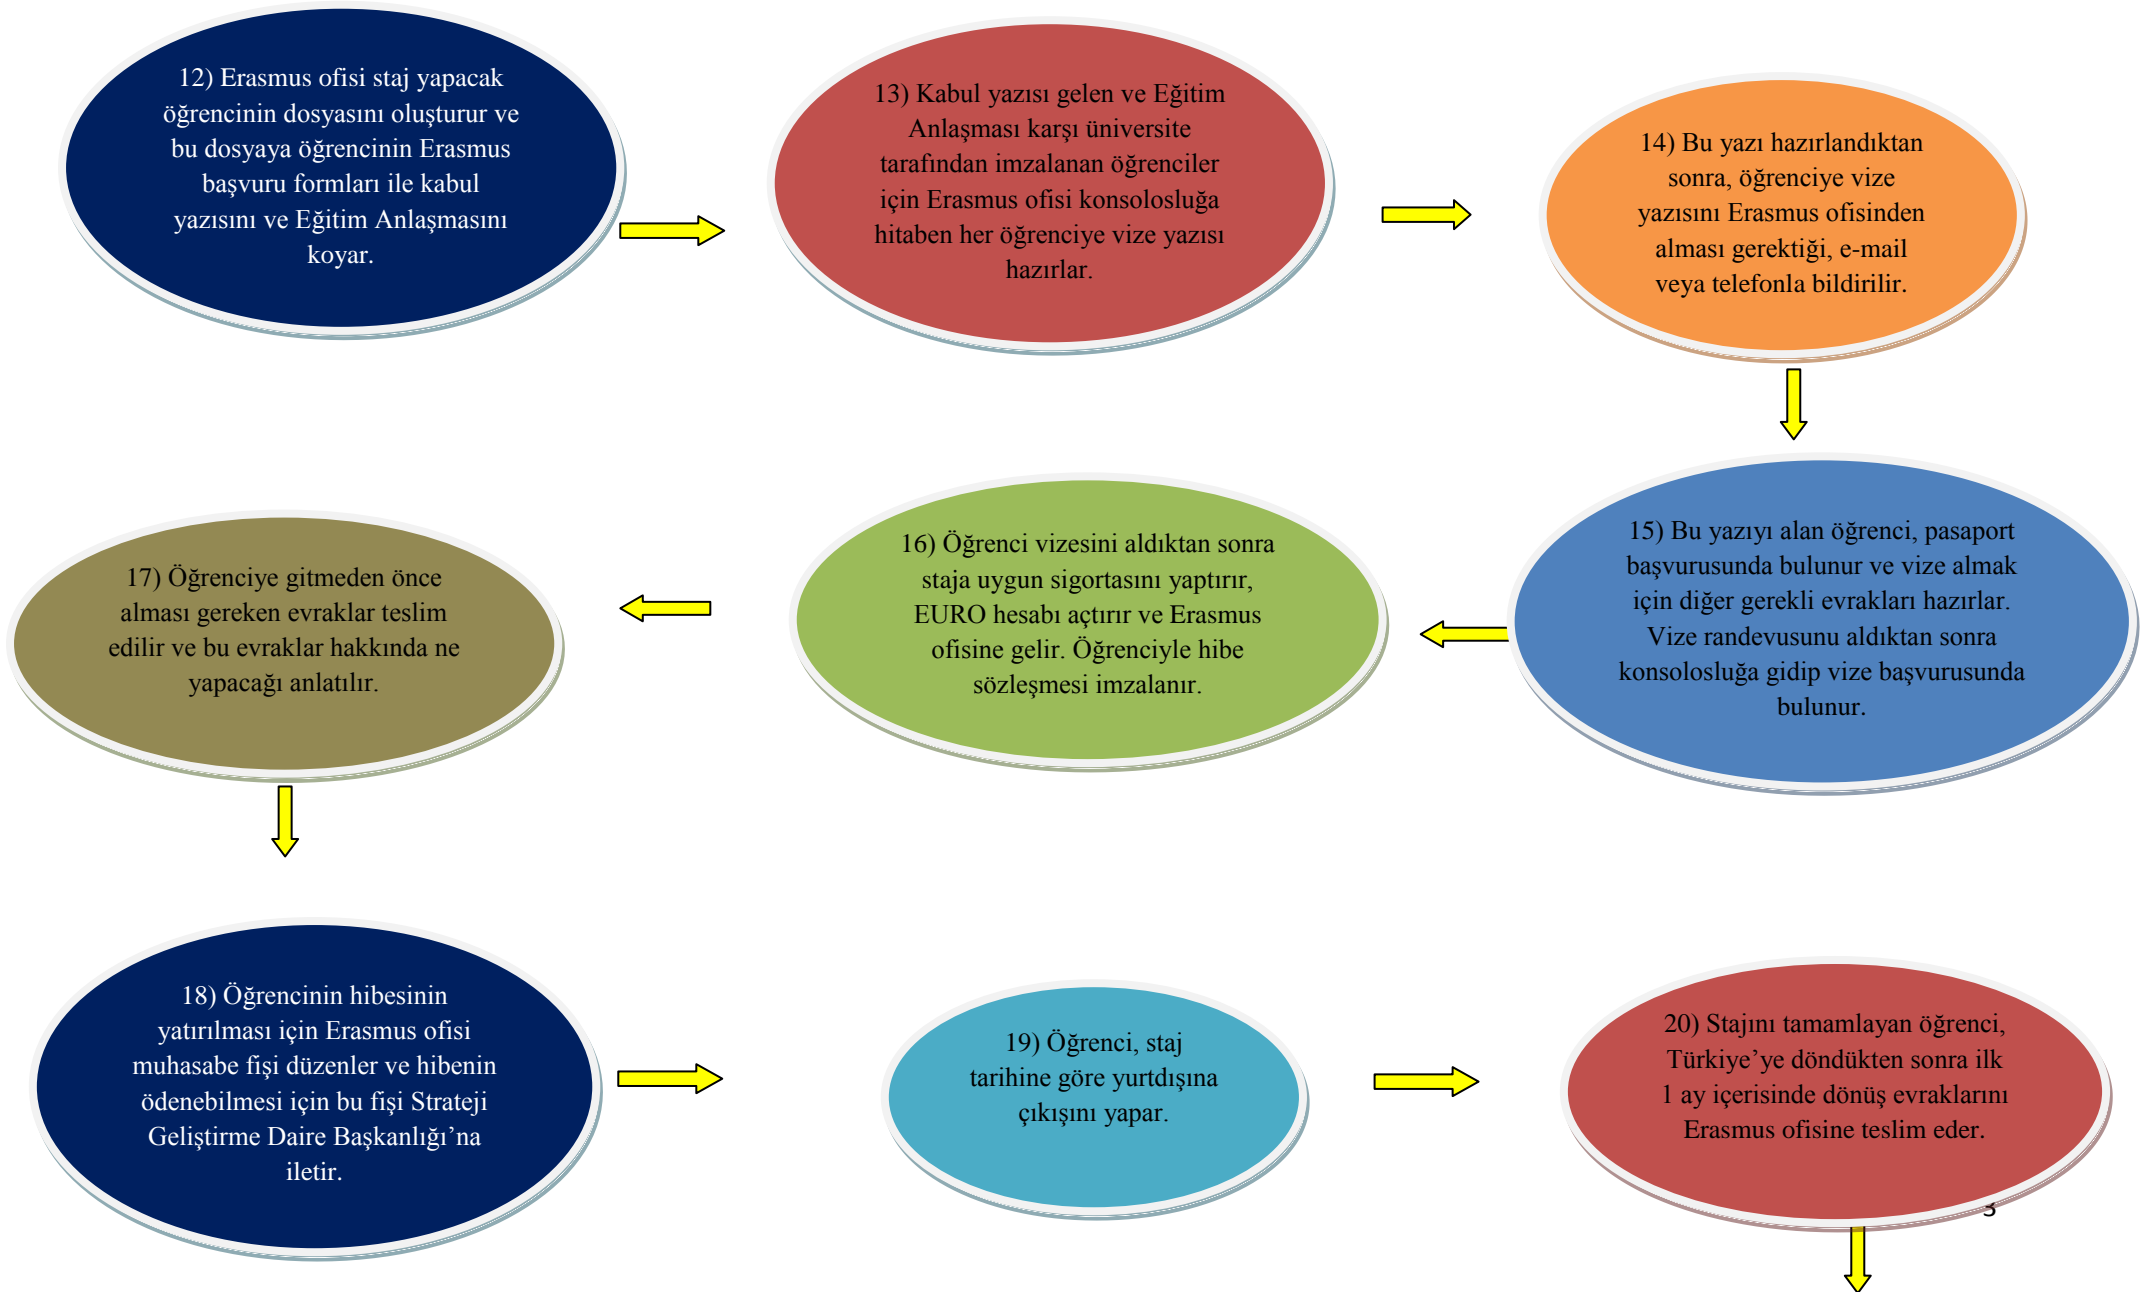 12) Erasmus ofisi staj yapacak
öğrencinin dosyasını oluşturur ve
bu dosyaya öğrencinin Erasmus
başvuru formları ile kabul
yazısını ve Eğitim Anlaşmasını
koyar.
13) Kabul yazısı gelen ve Eğitim
Anlaşması karşı üniversite
tarafından imzalanan öğrenciler
için Erasmus ofisi konsolosluğa
hitaben her öğrenciye vize yazısı
hazırlar.
14) Bu yazı hazırlandıktan
sonra, öğrenciye vize
yazısını Erasmus ofisinden
alması gerektiği, e-mail
veya telefonla bildirilir.
15) Bu yazıyı alan öğrenci, pasaport
başvurusunda bulunur ve vize almak
için diğer gerekli evrakları hazırlar.
Vize randevusunu aldıktan sonra
konsolosluğa gidip vize başvurusunda
bulunur.
16) Öğrenci vizesini aldıktan sonra
staja uygun sigortasını yaptırır,
EURO hesabı açtırır ve Erasmus
ofisine gelir. Öğrenciyle hibe
sözleşmesi imzalanır.
17) Öğrenciye gitmeden önce
alması gereken evraklar teslim
edilir ve bu evraklar hakkında ne
yapacağı anlatılır.
18) Öğrencinin hibesinin
yatırılması için Erasmus ofisi
muhasabe fişi düzenler ve hibenin
ödenebilmesi için bu fişi Strateji
Geliştirme Daire Başkanlığı’na
iletir.
19) Öğrenci, staj
tarihine göre yurtdışına
çıkışını yapar.
20) Stajını tamamlayan öğrenci,
Türkiye’ye döndükten sonra ilk
1 ay içerisinde dönüş evraklarını
Erasmus ofisine teslim eder.
3